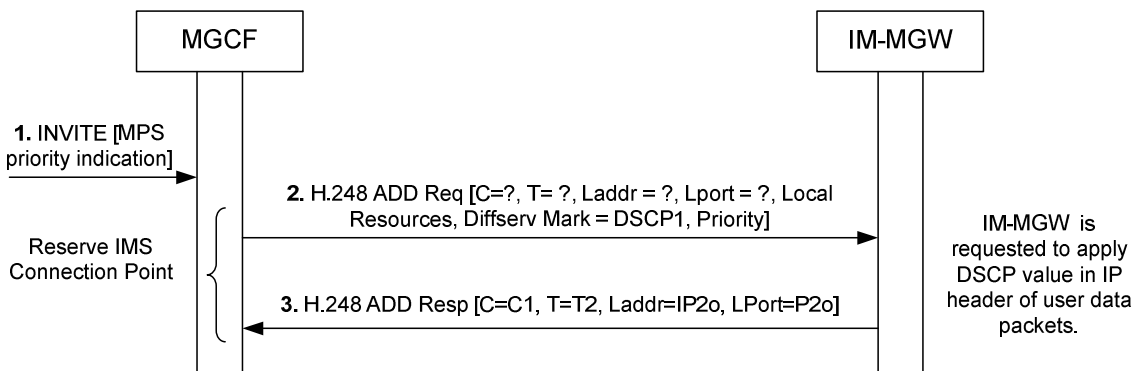 MGCF
IM-MGW
1. INVITE [MPS
priority indication]
2. H.248 ADD Req [C=?, T= ?, Laddr = ?, Lport = ?, Local
Resources, Diffserv Mark = DSCP1, Priority]
Reserve IMS
Connection Point
IM-MGW is
requested to apply
DSCP value in IP
header of user data
packets.
3. H.248 ADD Resp [C=C1, T=T2, Laddr=IP2o, LPort=P2o]